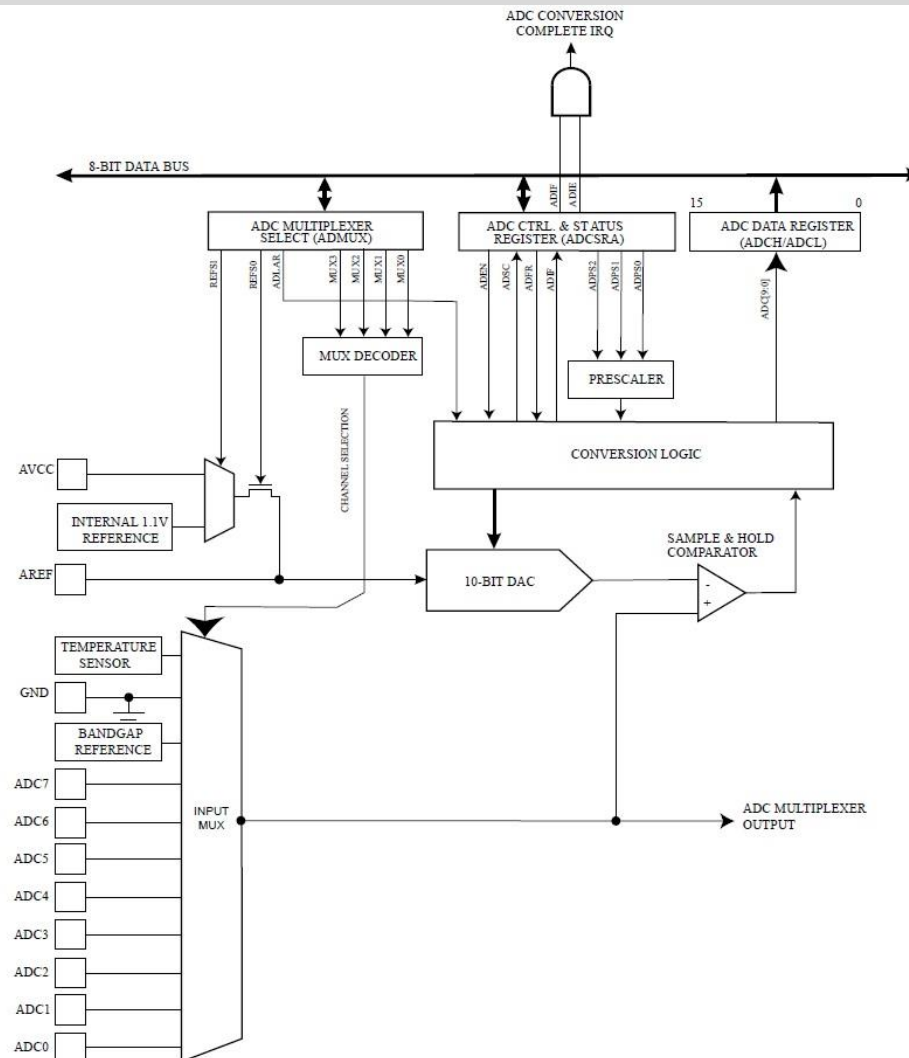 ADC CONVERSION
COMPLETE IRQ
8-BIT DATA BUS
ADIF
ADIE
15
0
ADC MULTIPLEXER
SELECT (ADMUX)
ADC CTRL. & STATUS
REGISTER (ADCSRA)
ADC DATA REGISTER
(ADCH/ADCL)
REFS1
REFS0
ADLAR
MUX3
MUX2
MUX1
MUX0
ADEN
ADSC
ADFR
ADIF
ADPS2
ADPS1
ADPS0
ADC[9:0]
MUX DECODER
PRESCALER
CHANNEL SELECTION
CONVERSION LOGIC
AVCC
INTERNAL 1.1V
REFERENCE
SAMPLE & HOLD
COMPARATOR
AREF
10-BIT DAC
-
+
TEMPERATURE
SENSOR
GND
BANDGAP
REFERENCE
ADC7
ADC6
INPUT
MUX
ADC MULTIPLEXER
OUTPUT
ADC5
ADC4
ADC3
ADC2
ADC1
ADC0